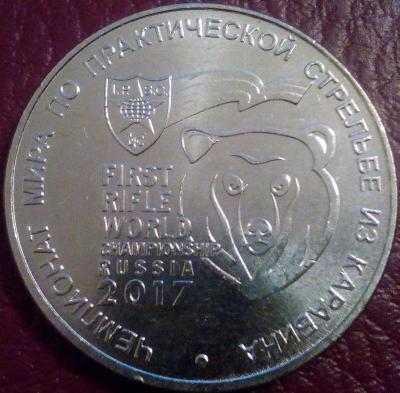 ЧЕМПИОНАТ МИРА ПО ПРАКТИЧЕСКОЙ СТРЕЛЬБЕ ИЗ КАРАБИНА
I.P.S.C.
FIRST
RIFLE
WORLD
CHAMPIONSHIP
RUSSIA
2017